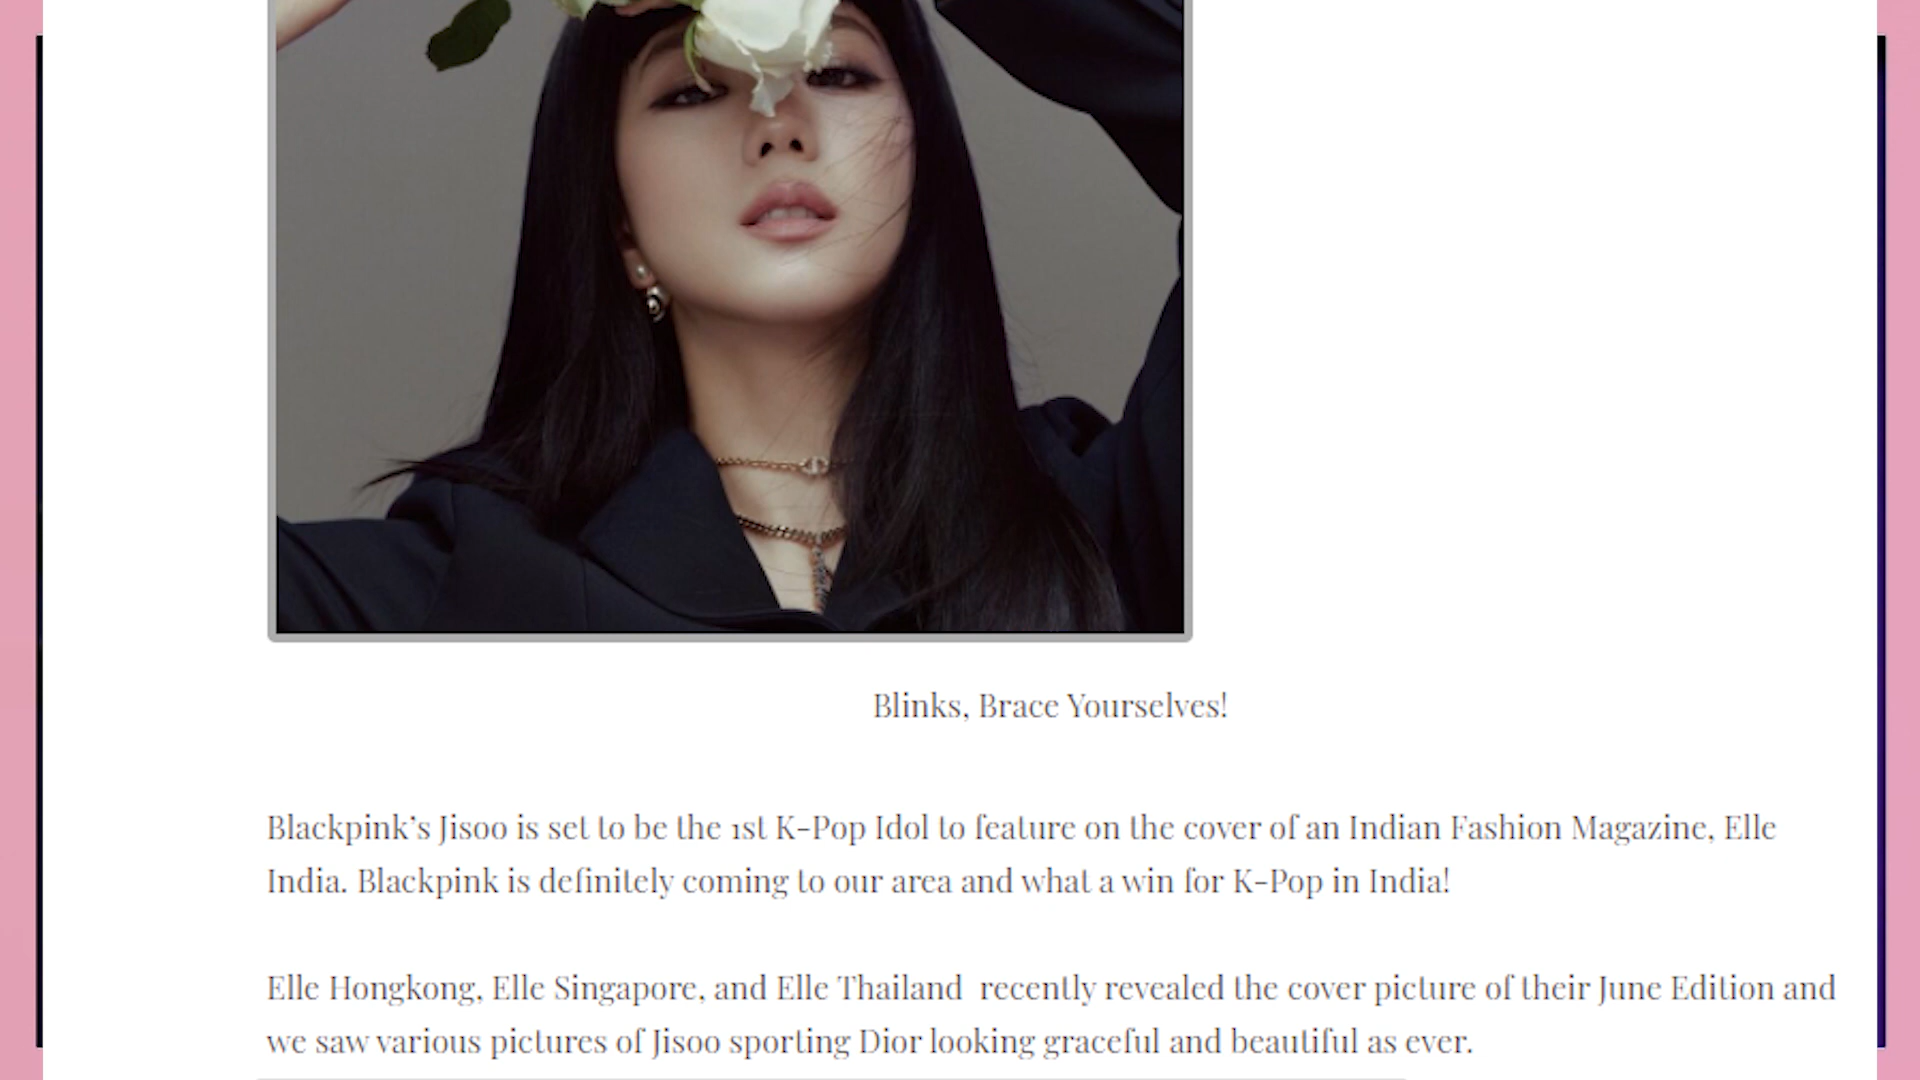 Blinks, Brace Yourselves!
Blackpink’s Jisoo is set to be the 1st K-Pop Idol to feature on the cover of an Indian Fashion Magazine, Elle
India. Blackpink is definitely coming to our area and what a win for K-Pop in India!
Elle Hongkong, Elle Singapore, and Elle Thailand  recently revealed the cover picture of their June Edition and
we saw various pictures of Jisoo sporting Dior looking graceful and beautiful as ever.